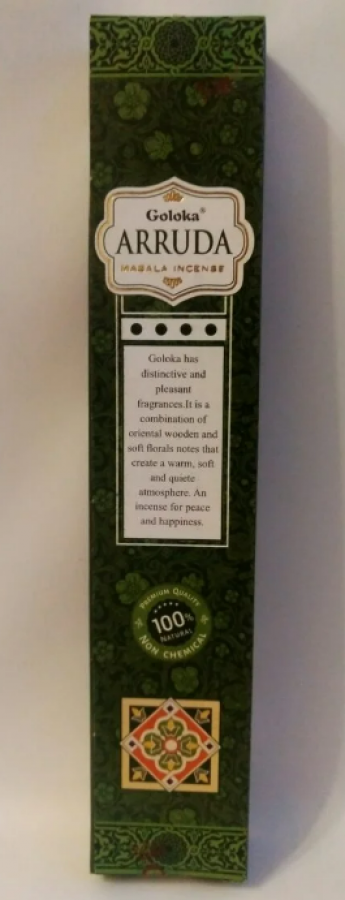 Goloka®
ARRUDA
MASALA INCENSE
Goloka has
distinctive and
pleasant
fragrances.It is a
combination of
oriental wooden and
soft florals notes that
create a warm, soft
and quiete
atmosphere. An
incense for peace
and happiness.
PREMIUM QUALITY
100%
NATURAL
NON CHEMICAL